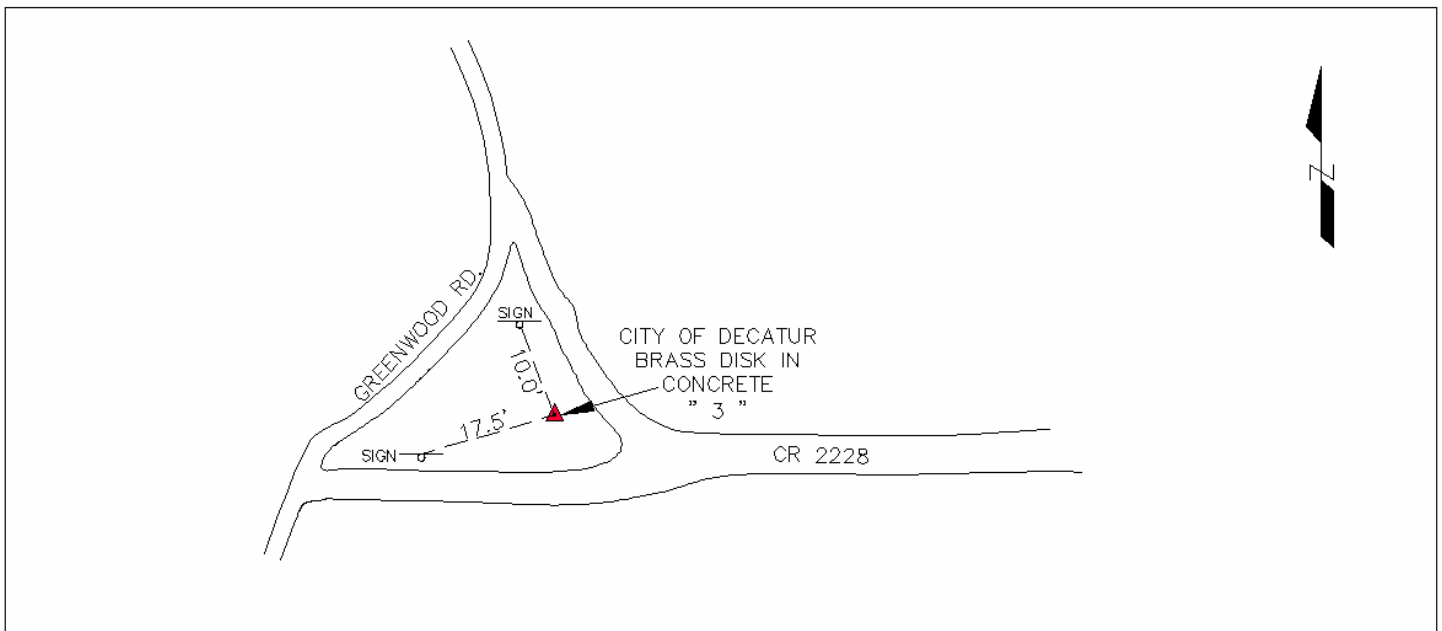 N
GREENWOOD RD.
SIGN
10.0'
CITY OF DECATUR
BRASS DISK IN
CONCRETE
" 3 "
17.5'
SIGN
CR 2228